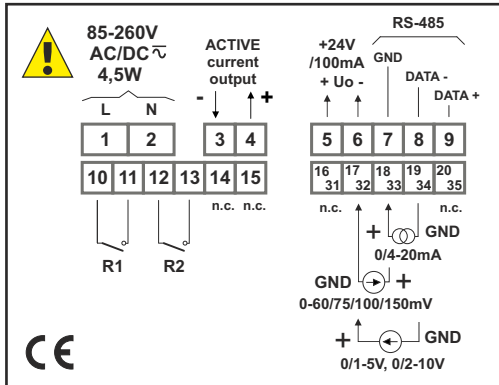 85-260V
AC/DC
4,5W
L N
ACTIVE
current
output
- +
+24V
/100mA
+ Uo -
RS-485
GND
DATA -
DATA +
1 2 3 4 5 6 7 8 9
10 11 12 13 14 15 16 31 17 32 18 33 19 34 20 35
n.c. n.c. n.c. n.c.
R1 R2
+ GND
0/4-20mA
GND +
0-60/75/100/150mV
+ GND
0/1-5V, 0/2-10V
CE